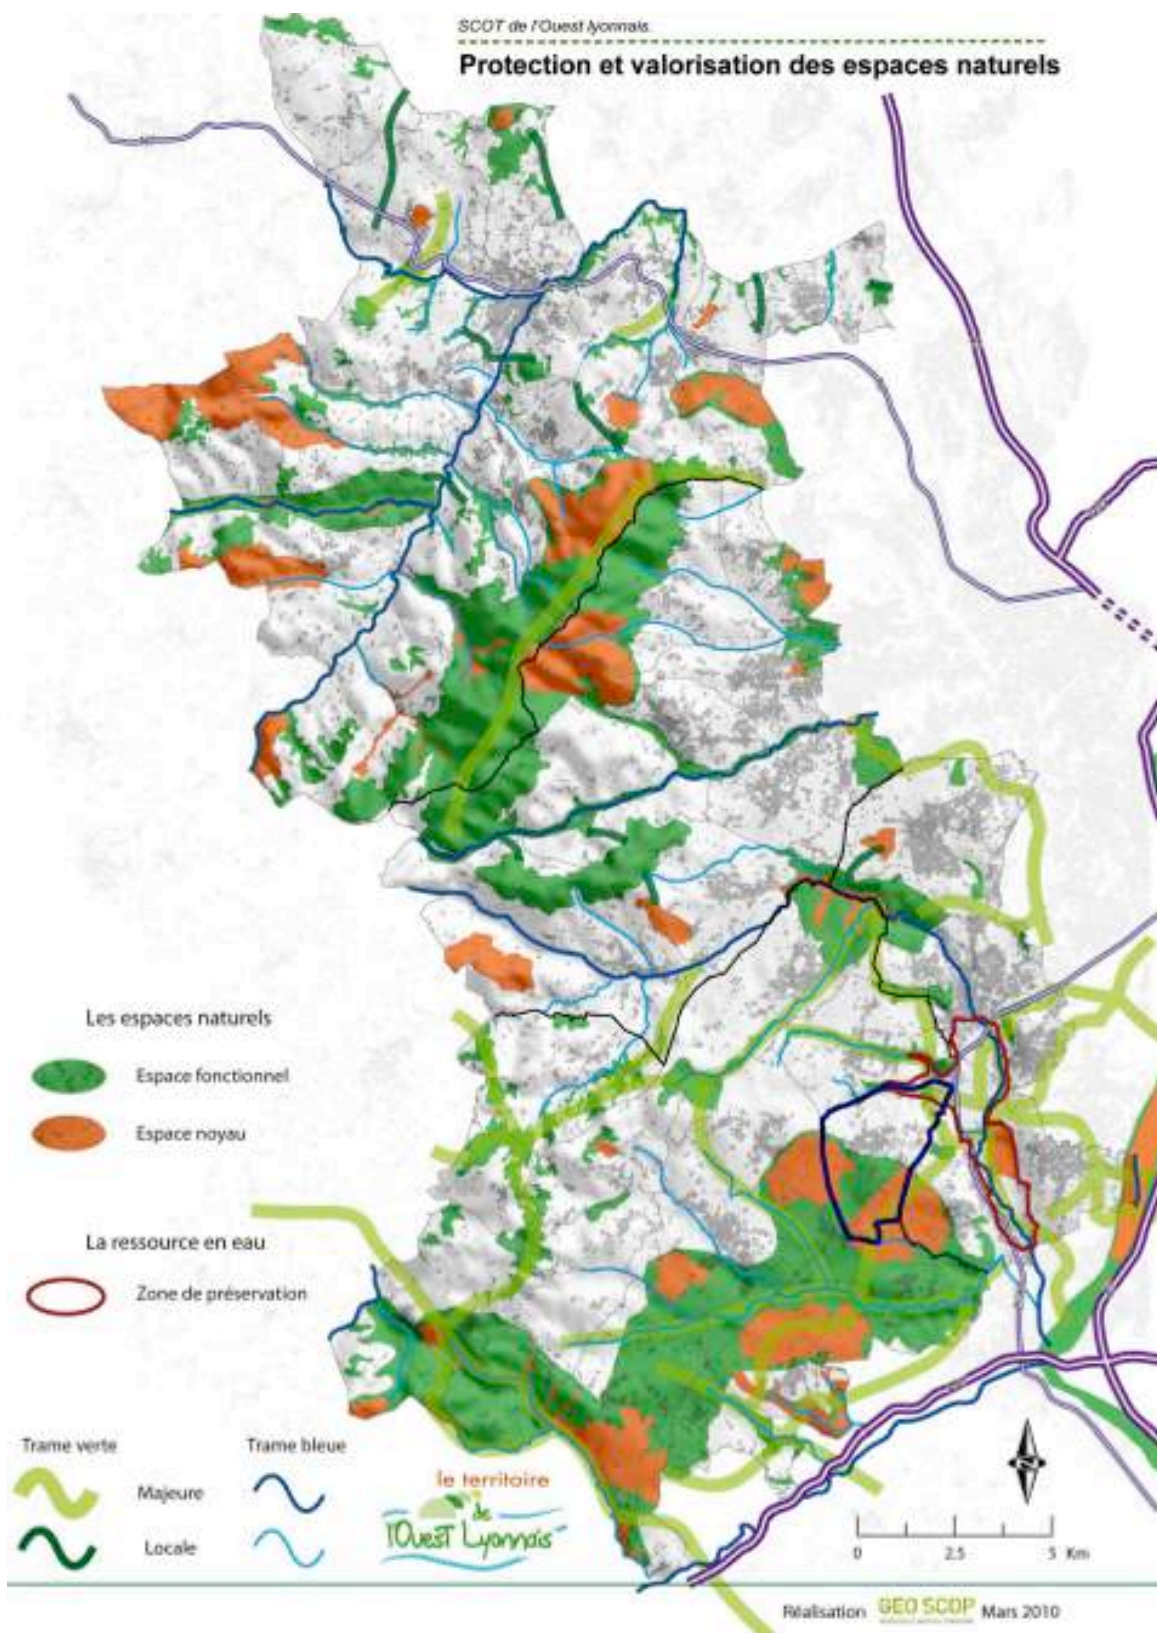 SCOT de l'Ouest lyonnais.
Protection et valorisation des espaces naturels
Les espaces naturels
Espace fonctionnel
Espace noyau
La ressource en eau
Zone de préservation
Trame verte
Trame bleue
Majeure
Locale
le territoire
de
l'Ouest Lyonnais
N
0 2.5 5 Km
Réalisation GEO SCOP Mars 2010